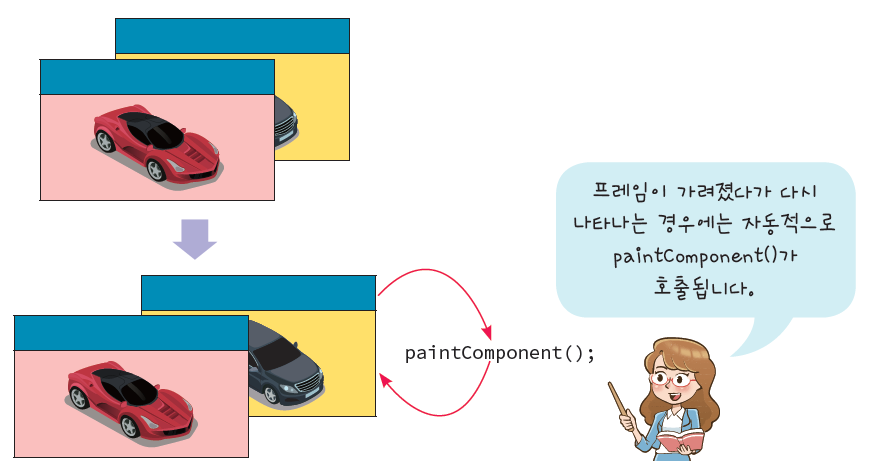 프레임이 가려졌다가 다시
나타나는 경우에는 자동적으로
paintComponent()가
호출됩니다.
paintComponent();